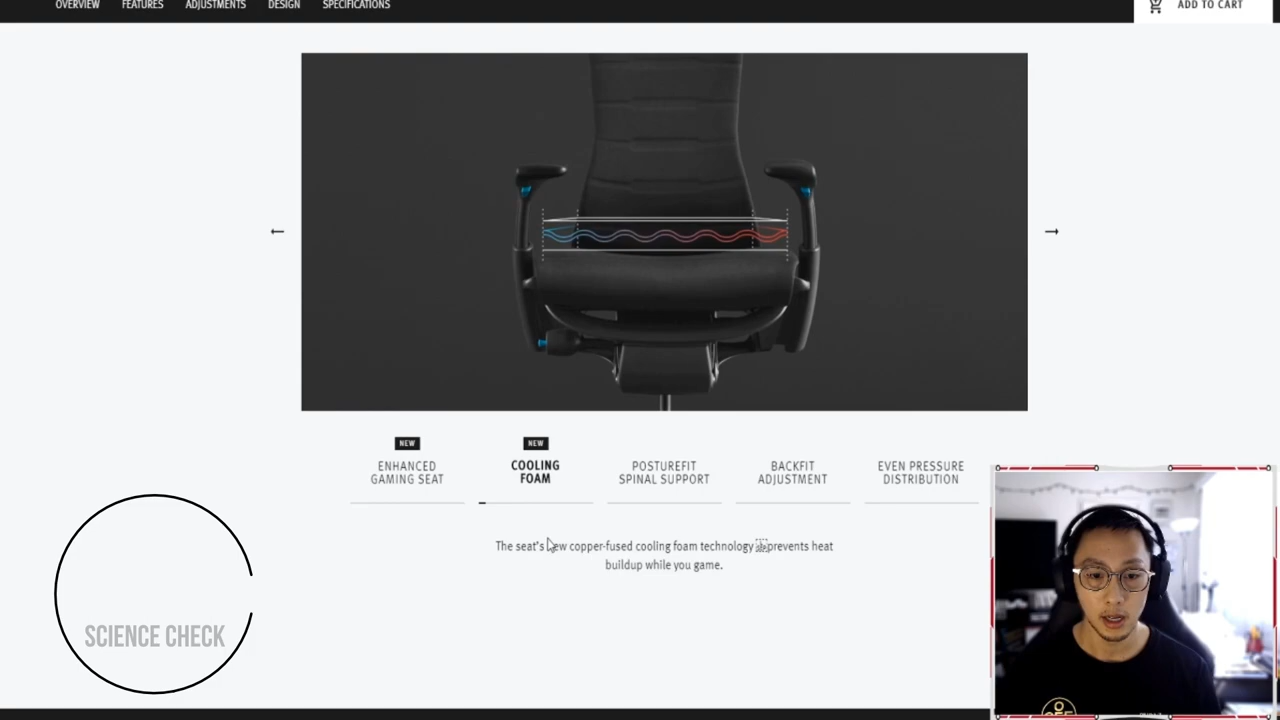 OVERVIEW FEATURES ADJUSTMENTS DESIGN SPECIFICATIONS
ADD TO CART
NEW
ENHANCED
GAMING SEAT
NEW
COOLING
FOAM
POSTUREFIT
SPINAL SUPPORT
BACKFIT
ADJUSTMENT
EVEN PRESSURE
DISTRIBUTION
The seat's new copper-fused cooling foam technology prevents heat
buildup while you game.
SCIENCE CHECK